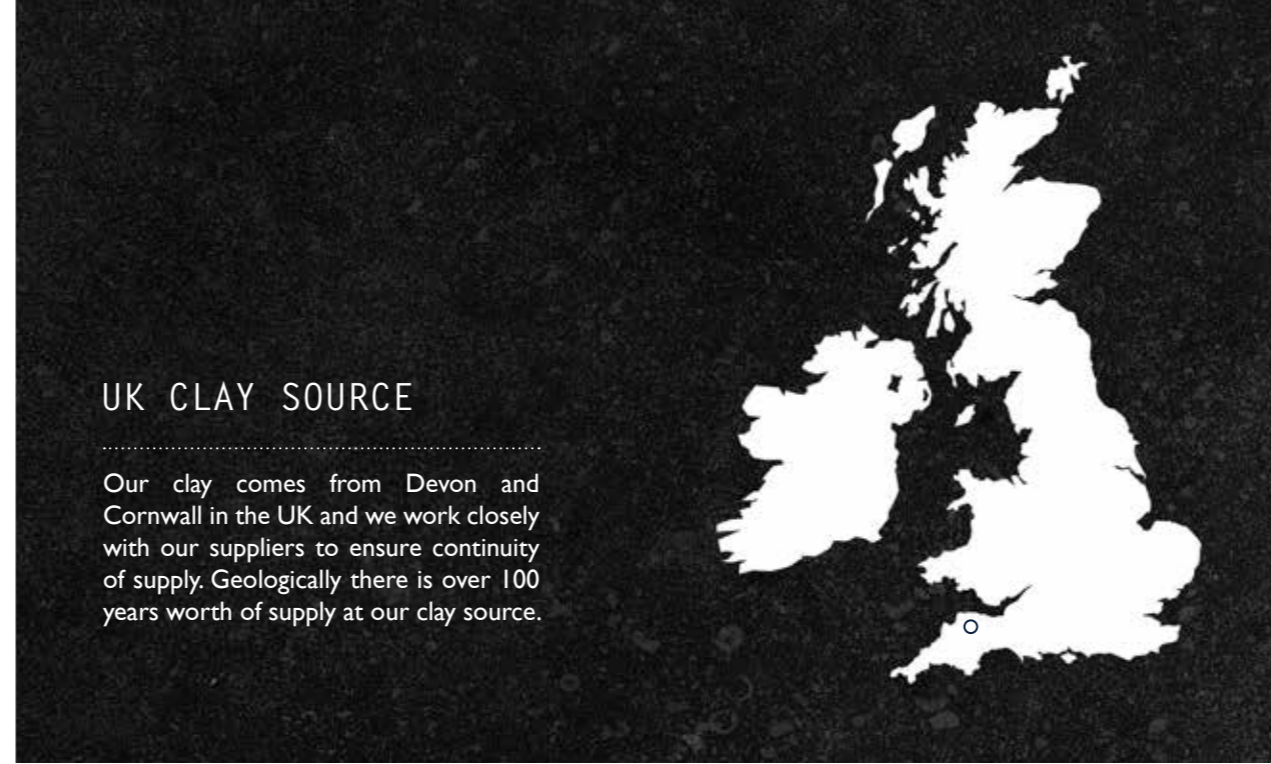 UK CLAY SOURCE
Our clay comes from Devon and
Cornwall in the UK and we work closely
with our suppliers to ensure continuity
of supply. Geologically there is over 100
years worth of supply at our clay source.